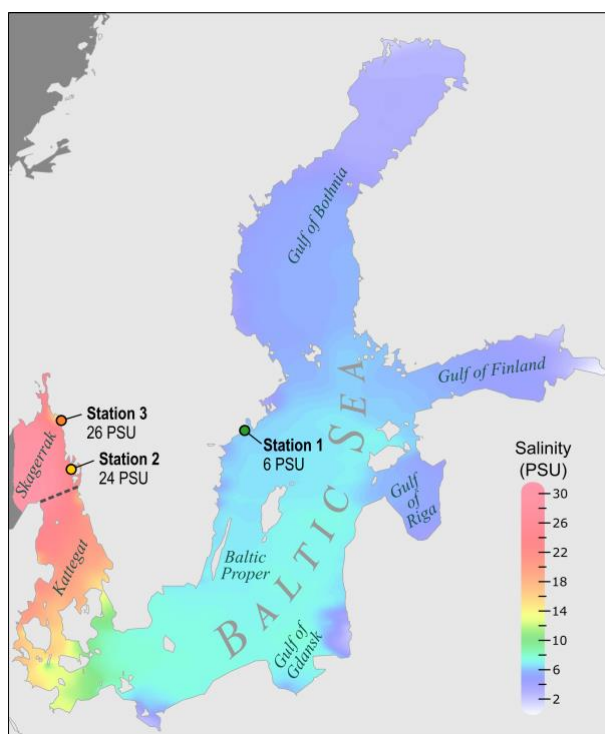 Gulf of Bothnia
Gulf of Finland
Station 3
26 PSU
Station 2
24 PSU
Station 1
6 PSU
Skagerrak
Kattegat
Gulf
of
Riga
Baltic
Proper
BALTIC SEA
Gulf of
Gdansk
Salinity
(PSU)
30
26
22
18
14
10
6
2